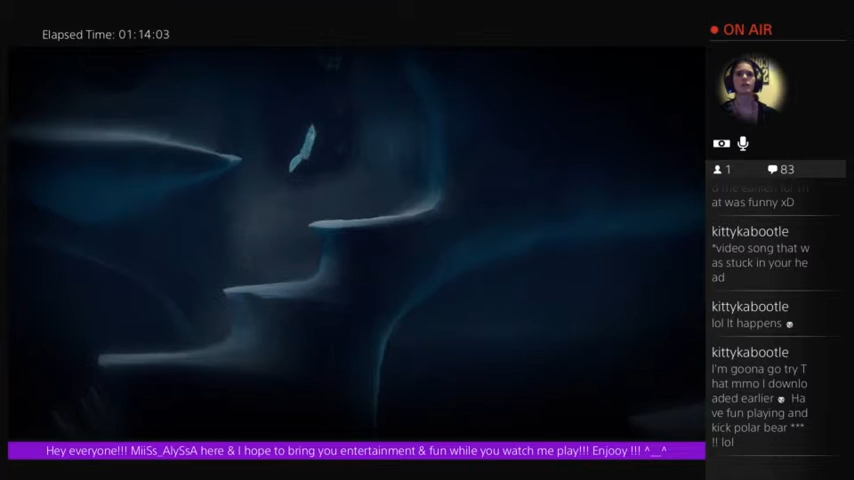 Elapsed Time: 01:14:03
ON AIR
1 83
at was funny xD
kittykabootle
*video song that w
as stuck in your he
ad
kittykabootle
lol It happens
kittykabootle
I'm goona go try T
hat mmo I downlo
aded earlier Ha
ve fun playing and
kick polar bear ***
!! lol
Hey everyone!!! MiiSs_AlySsA here & I hope to bring you entertainment & fun while you watch me play!!! Enjooy !!! ^__^